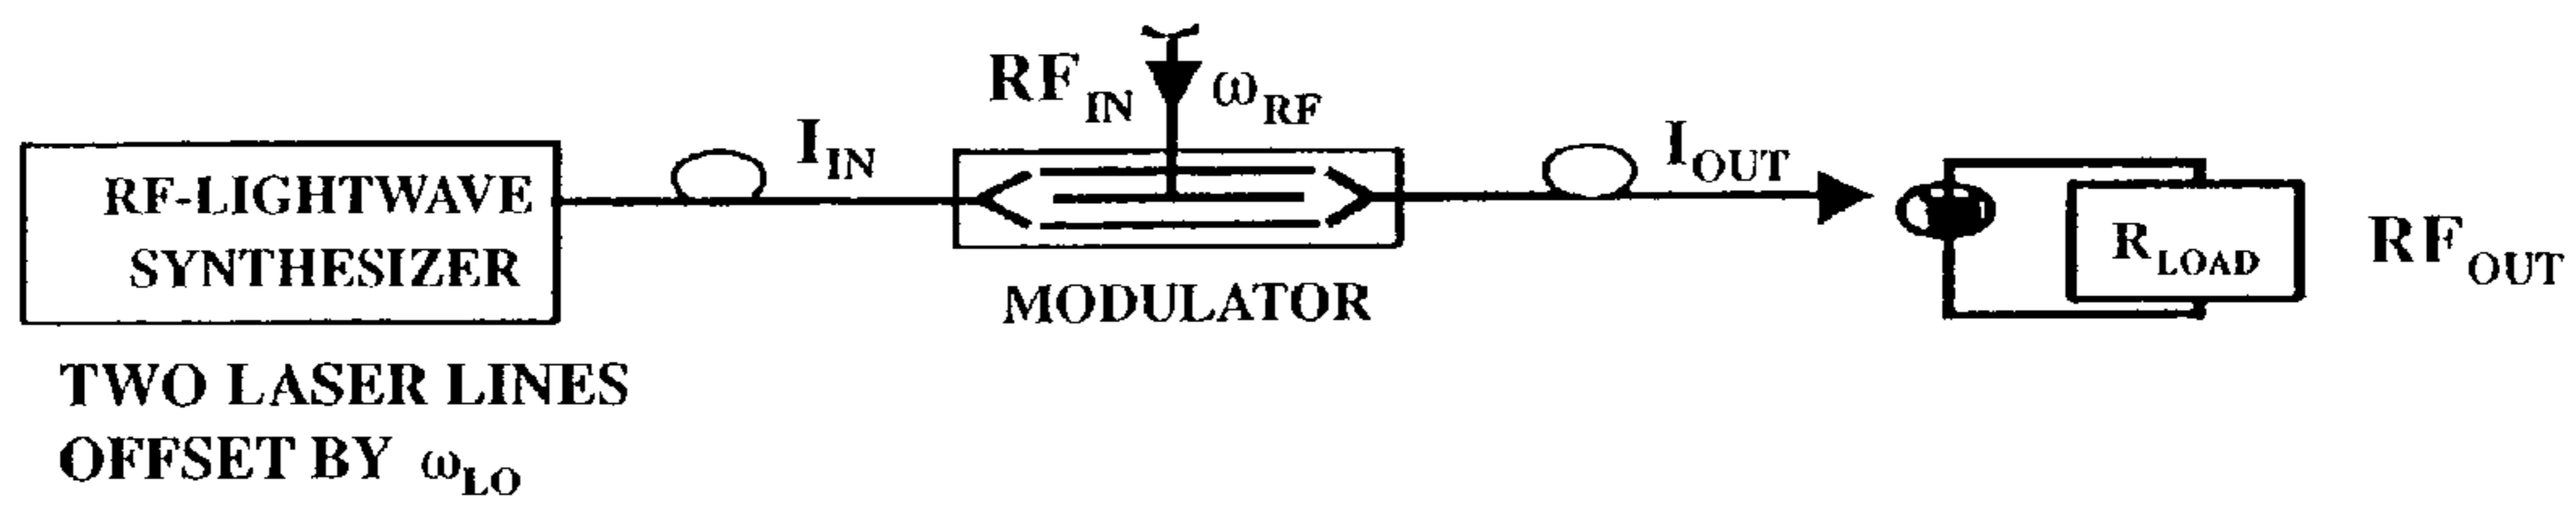 RF-LIGHTWAVE
SYNTHESIZER
TWO LASER LINES
OFFSET BY ω_LO
I_IN
RF_IN ω_RF
MODULATOR
I_OUT
R_LOAD
RF_OUT